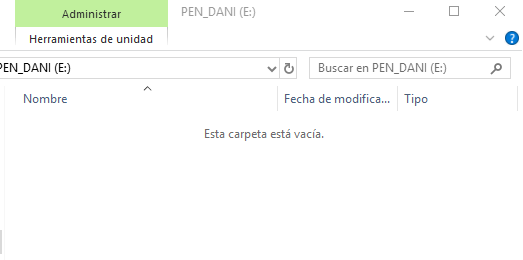 Administrar PEN_DANI (E:)
Herramientas de unidad
PEN_DANI (E:) Buscar en PEN_DANI (E:)
Nombre Fecha de modifica... Tipo
Esta carpeta está vacía.